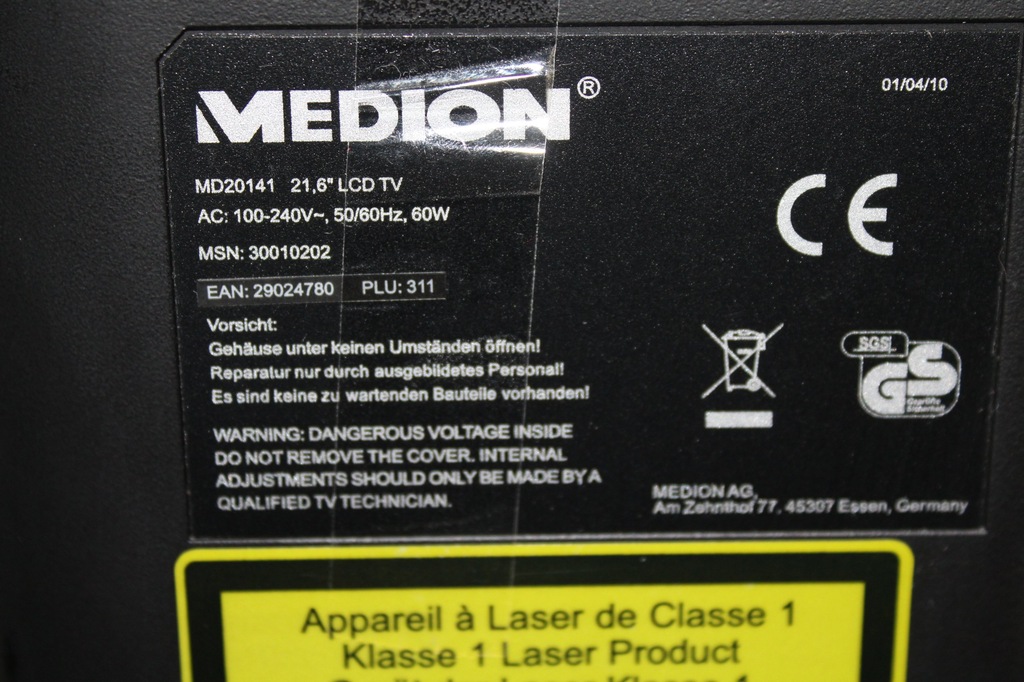 MEDION®
01/04/10
MD20141 21,6" LCD TV
AC: 100-240V~, 50/60Hz, 60W
MSN: 30010202
EAN: 29024780 PLU: 311
CE
Vorsicht:
Gehäuse unter keinen Umständen öffnen!
Reparatur nur durch ausgebildetes Personal!
Es sind keine zu wartenden Bauteile vorhanden!
SGS
GS
Geprüfte
Sicherheit
WARNING: DANGEROUS VOLTAGE INSIDE
DO NOT REMOVE THE COVER. INTERNAL
ADJUSTMENTS SHOULD ONLY BE MADE BY A
QUALIFIED TV TECHNICIAN.
MEDION AG,
Am Zehnthof 77, 45307 Essen, Germany
Appareil à Laser de Classe 1
Klasse 1 Laser Product